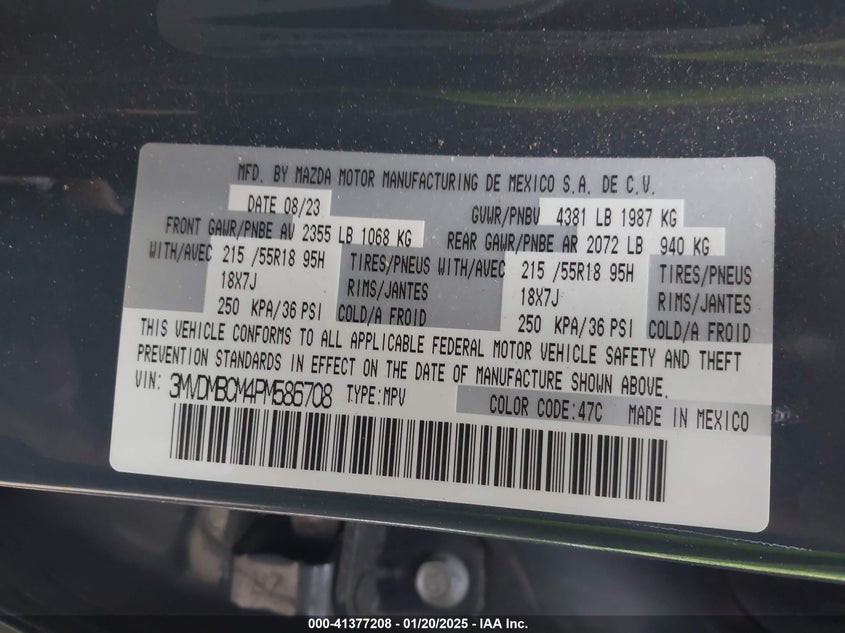 MFD. BY MAZDA MOTOR MANUFACTURING DE MEXICO S.A. DE C.V.
DATE 08/23 GVWR/PNBV 4381 LB 1987 KG
FRONT GAWR/PNBE AV 2355 LB 1068 KG REAR GAWR/PNBE AR 2072 LB 940 KG
WITH/AVEC 215 /55R18 95H TIRES/PNEUS WITH/AVEC 215 /55R18 95H TIRES/PNEUS
18X7J RIMS/JANTES 18X7J RIMS/JANTES
250 KPA/36 PSI COLD/A FROID 250 KPA/36 PSI COLD/A FROID
THIS VEHICLE CONFORMS TO ALL APPLICABLE FEDERAL MOTOR VEHICLE SAFETY AND THEFT
PREVENTION STANDARDS IN EFFECT ON THE DATE OF MANUFACTURE SHOWN ABOVE.
VIN: 3MVDMBCM4PM586708 TYPE:MPV COLOR CODE:47C MADE IN MEXICO
000-41377208 - 01/20/2025 - IAA Inc.